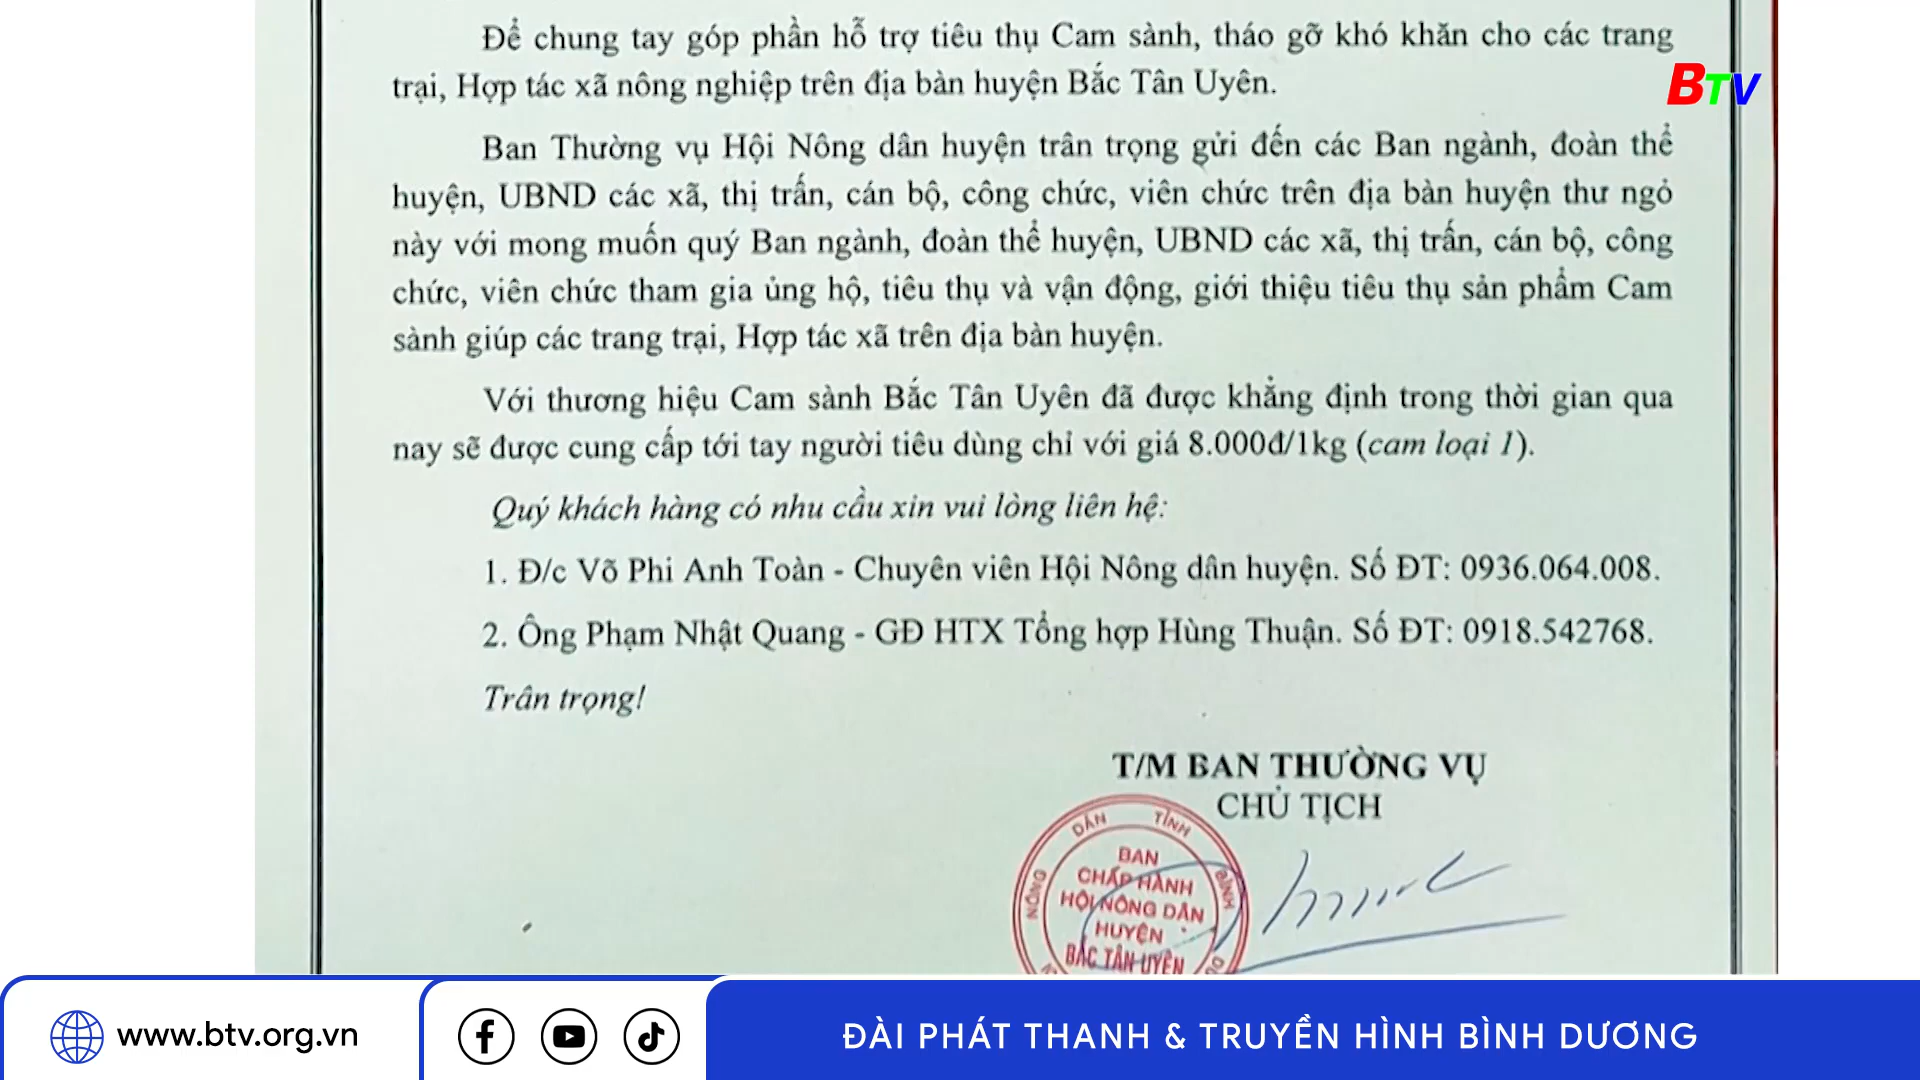 Để chung tay góp phần hỗ trợ tiêu thụ Cam sành, tháo gỡ khó khăn cho các trang
trại, Hợp tác xã nông nghiệp trên địa bàn huyện Bắc Tân Uyên.
BTV
Ban Thường vụ Hội Nông dân huyện trân trọng gửi đến các Ban ngành, đoàn thể
huyện, UBND các xã, thị trấn, cán bộ, công chức, viên chức trên địa bàn huyện thư ngỏ
này với mong muốn quý Ban ngành, đoàn thể huyện, UBND các xã, thị trấn, cán bộ, công
chức, viên chức tham gia ủng hộ, tiêu thụ và vận động, giới thiệu tiêu thụ sản phẩm Cam
sành giúp các trang trại, Hợp tác xã trên địa bàn huyện.
Với thương hiệu Cam sành Bắc Tân Uyên đã được khẳng định trong thời gian qua
nay sẽ được cung cấp tới tay người tiêu dùng chỉ với giá 8.000đ/1kg (cam loại 1).
Quý khách hàng có nhu cầu xin vui lòng liên hệ:
1. Đ/c Võ Phi Anh Toàn - Chuyên viên Hội Nông dân huyện. Số ĐT: 0936.064.008.
2. Ông Phạm Nhật Quang - GĐ HTX Tổng hợp Hùng Thuận. Số ĐT: 0918.542768.
Trân trọng!
T/M BAN THƯỜNG VỤ
CHỦ TỊCH
NÔNG DÂN TỈNH BÌNH
BAN
CHẤP HÀNH
HỘI NÔNG DÂN
HUYỆN
BẮC TÂN UYÊN
www.btv.org.vn
ĐÀI PHÁT THANH & TRUYỀN HÌNH BÌNH DƯƠNG